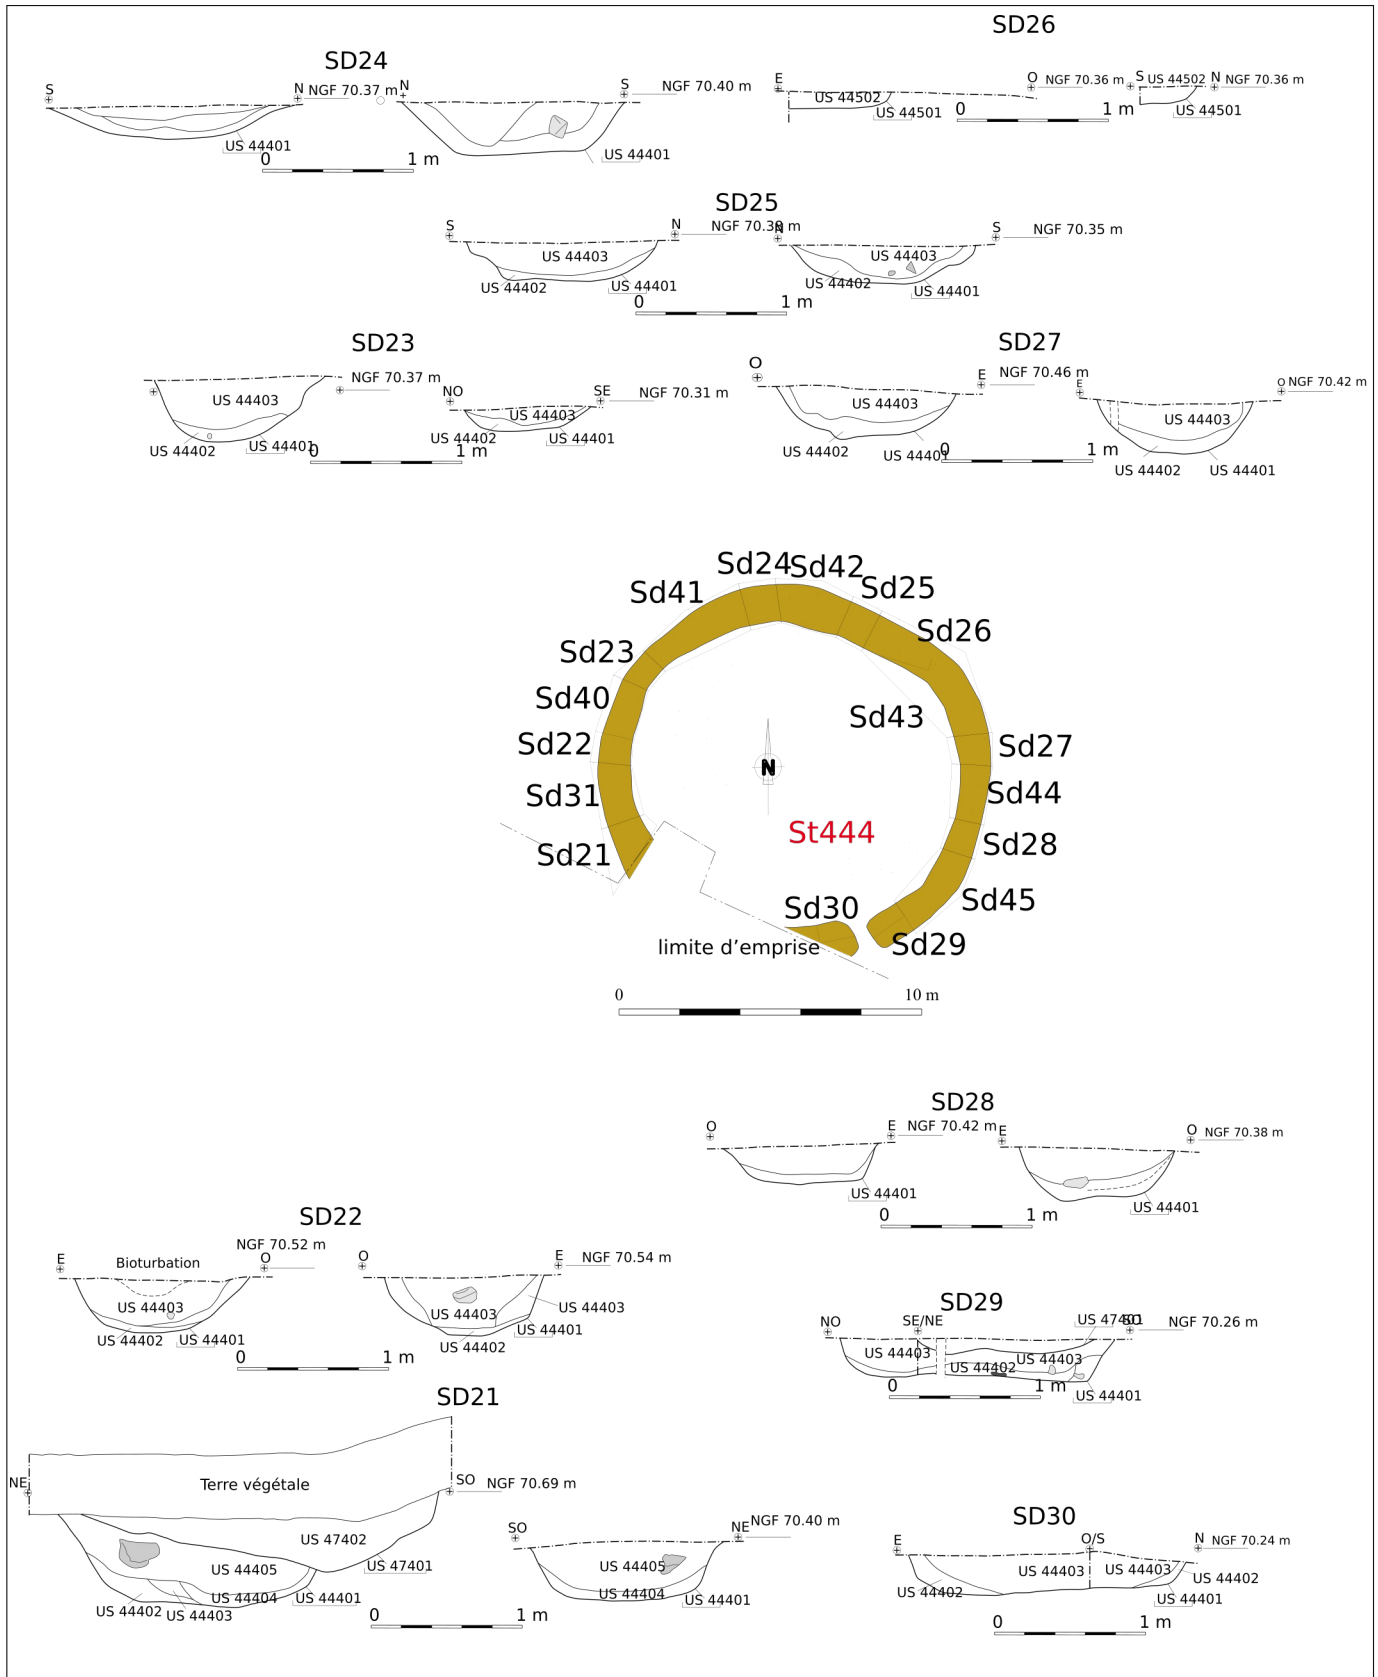 SD26
SD24
S
N
NGF 70.37 m
N
S
NGF 70.40 m
US 44401
US 44401
0
1 m
E
US 44502
US 44501
O
NGF 70.36 m
S
US 44502
N
NGF 70.36 m
US 44501
0
1 m
SD25
S
N
US 44403
US 44402
US 44401
S
NGF 70.35 m
US 44403
US 44402
US 44401
0
1 m
SD23
NGF 70.37 m
US 44403
US 44402
US 44401
NO
SE
NGF 70.31 m
US 44403
US 44402
US 44401
0
1 m
SD27
O
E
NGF 70.46 m
US 44403
US 44402
US 44401
E
O
NGF 70.42 m
US 44403
US 44402
US 44401
0
1 m
Sd24
Sd42
Sd41
Sd25
Sd26
Sd23
Sd40
Sd43
Sd22
Sd27
N
Sd31
Sd44
St444
Sd28
Sd21
Sd45
Sd30
Sd29
limite d’emprise
0
10 m
SD28
O
E
NGF 70.42 m
E
O
NGF 70.38 m
US 44401
US 44401
0
1 m
SD22
NGF 70.52 m
E
Bioturbation
O
US 44403
US 44402
US 44401
O
E
NGF 70.54 m
US 44403
US 44403
US 44401
US 44402
0
1 m
SD29
NO
SE/NE
US 47401
NGF 70.26 m
US 44403
US 44402
US 44403
US 44401
0
1 m
SD21
NE
Terre végétale
SO
NGF 70.69 m
US 47402
US 47401
US 44405
US 44404
US 44401
US 44402
US 44403
SO
NE
NGF 70.40 m
US 44405
US 44404
US 44401
0
1 m
SD30
E
O/S
N
NGF 70.24 m
US 44403
US 44403
US 44402
US 44402
US 44401
0
1 m